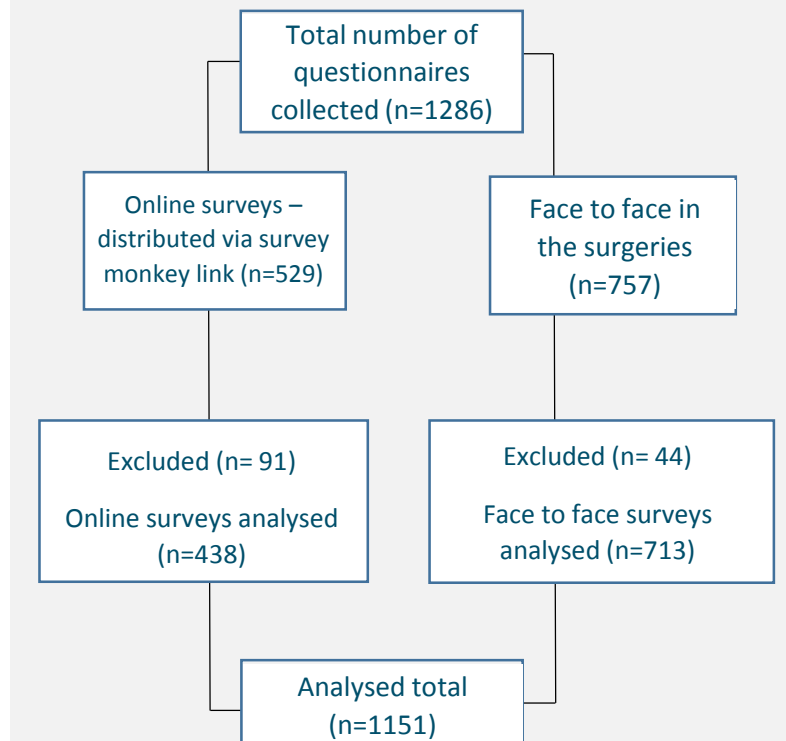 Total number of
questionnaires
collected (n=1286)
Online surveys –
distributed via survey
monkey link (n=529)
Face to face in
the surgeries
(n=757)
Excluded (n= 91)
Online surveys analysed
(n=438)
Excluded (n= 44)
Face to face surveys
analysed (n=713)
Analysed total
(n=1151)